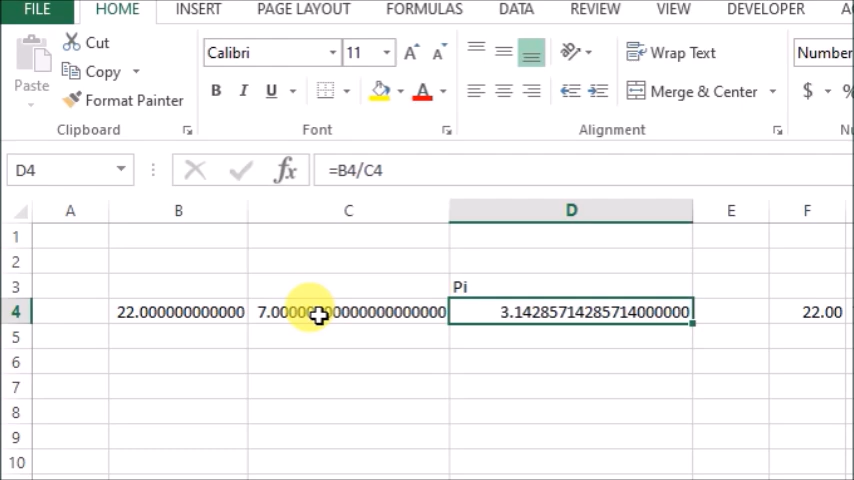 FILE HOME INSERT PAGE LAYOUT FORMULAS DATA REVIEW VIEW DEVELOPER
Cut
Calibri 11 Wrap Text Number
Copy
Paste
Format Painter B I U A Merge & Center $ %
Clipboard Font Alignment
D4 fx =B4/C4
A B C D E F
1
2
3 Pi
4 22.000000000000 3.14285714285714000000 22.00
5
6
7
8
9
10